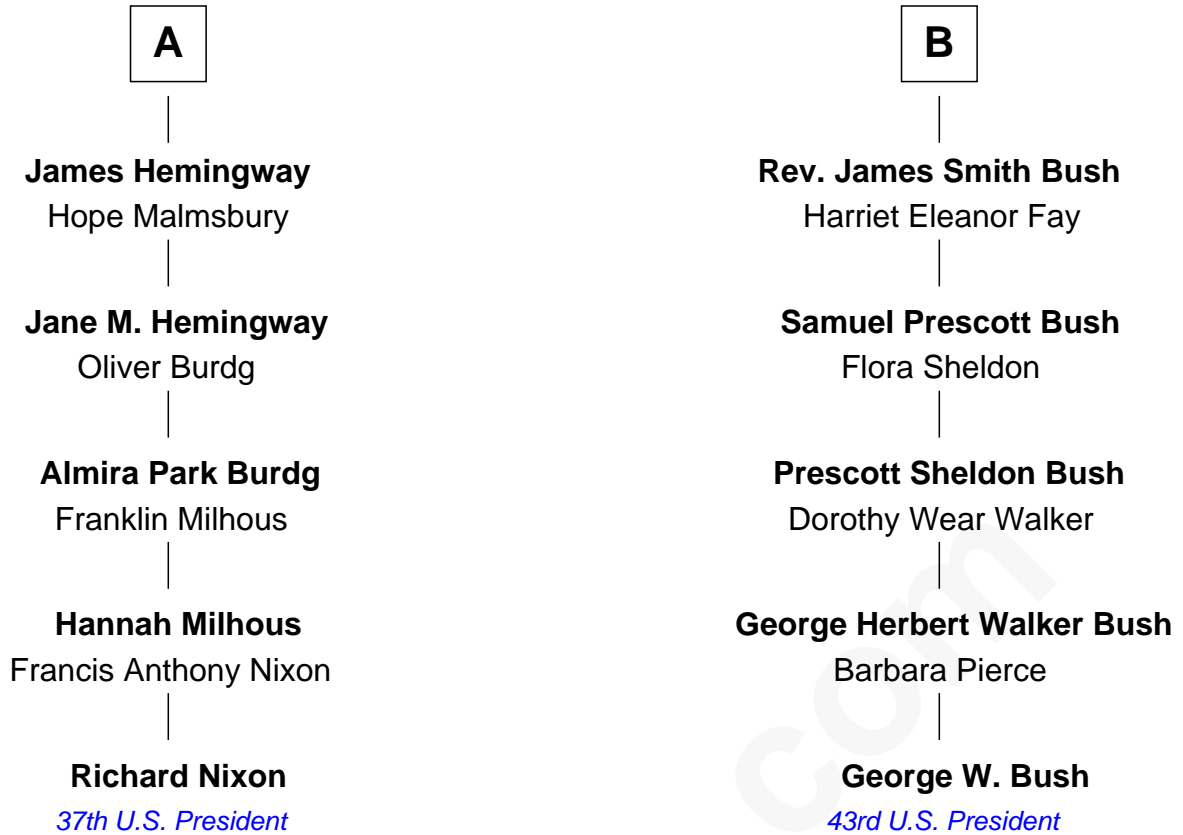 A
James Hemingway
Hope Malmsbury
Jane M. Hemingway
Oliver Burdg
Almira Park Burdg
Franklin Milhous
Hannah Milhous
Francis Anthony Nixon
Richard Nixon
37th U.S. President
B
Rev. James Smith Bush
Harriet Eleanor Fay
Samuel Prescott Bush
Flora Sheldon
Prescott Sheldon Bush
Dorothy Wear Walker
George Herbert Walker Bush
Barbara Pierce
George W. Bush
43rd U.S. President
com